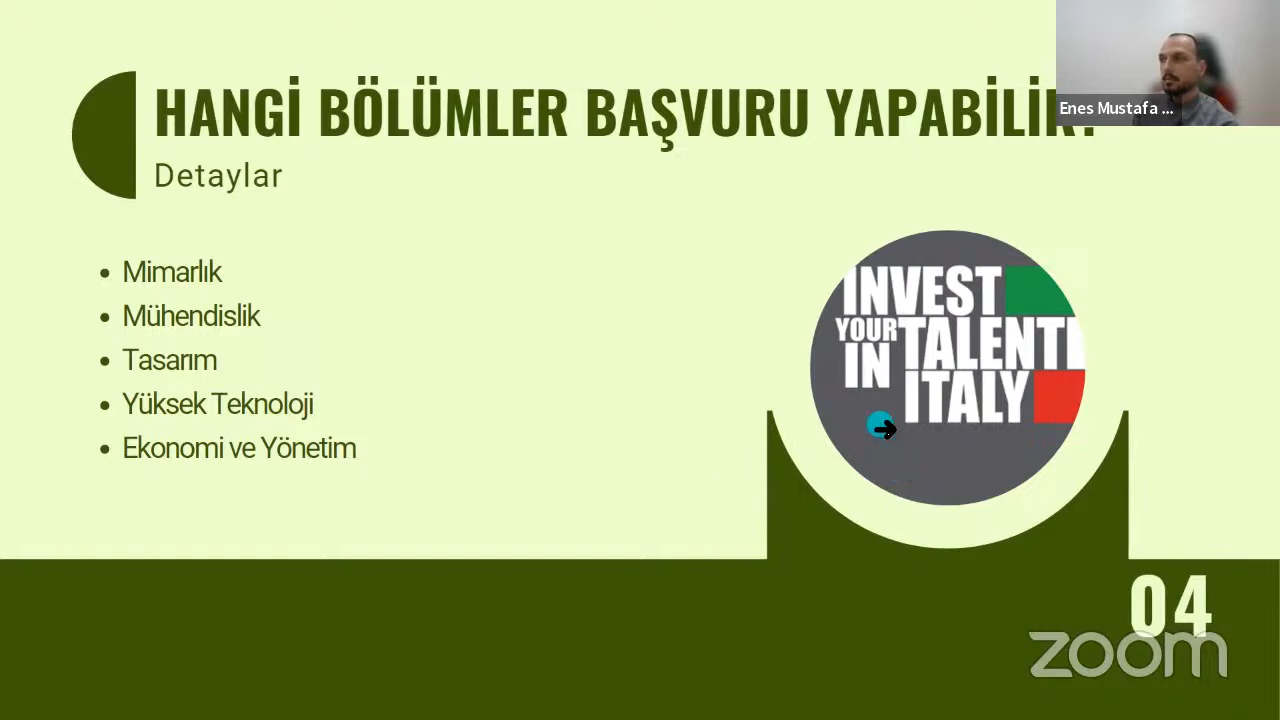 HANGİ BÖLÜMLER BAŞVURU YAPABİLİR?
Enes Mustafa ...
Detaylar
• Mimarlık
• Mühendislik
• Tasarım
• Yüksek Teknoloji
• Ekonomi ve Yönetim
INVEST
YOUR TALENT
IN ITALY
04
zoom